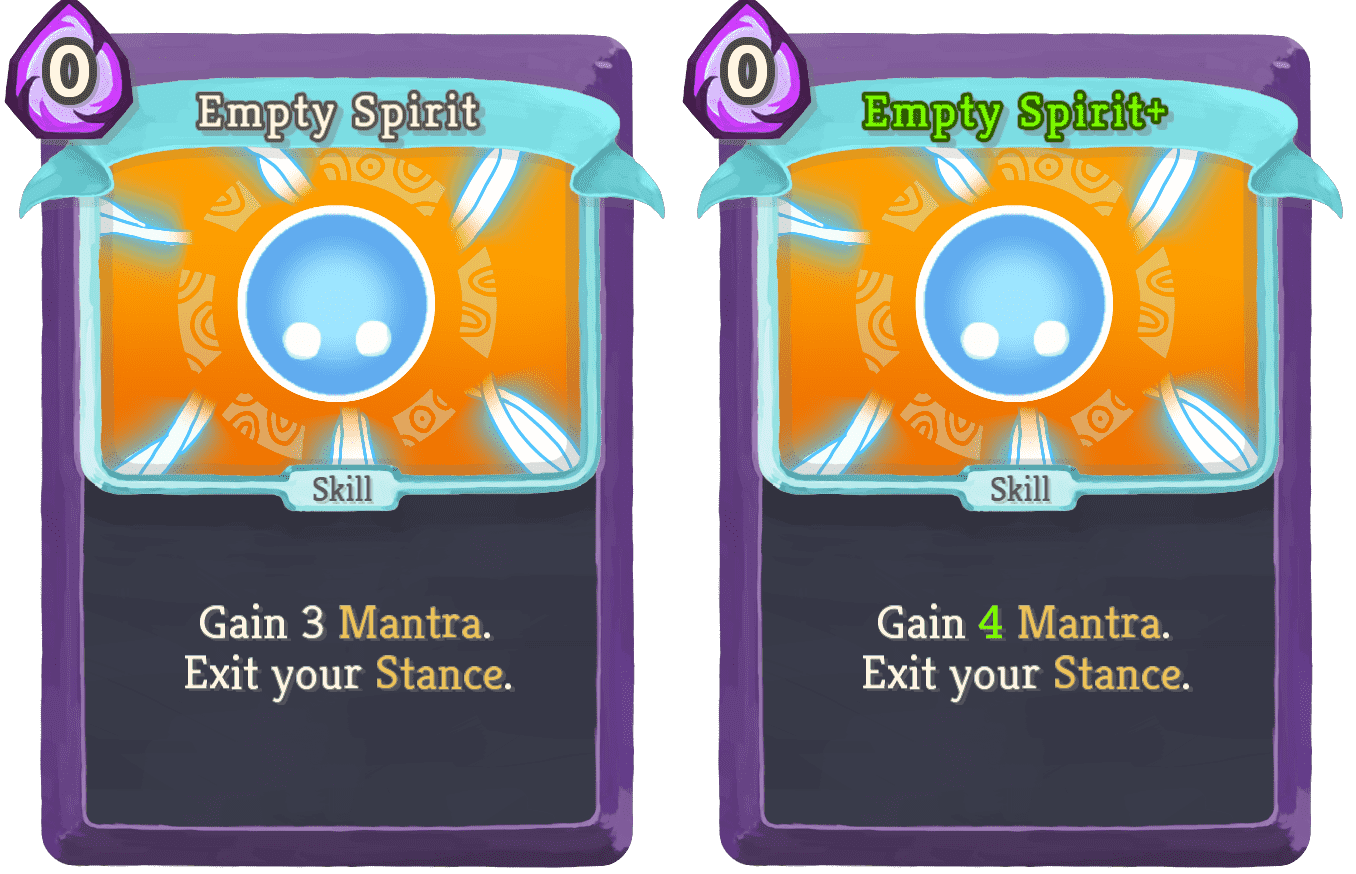 0
Empty Spirit
Skill
Gain 3 Mantra.
Exit your Stance.
0
Empty Spirit+
Skill
Gain 4 Mantra.
Exit your Stance.